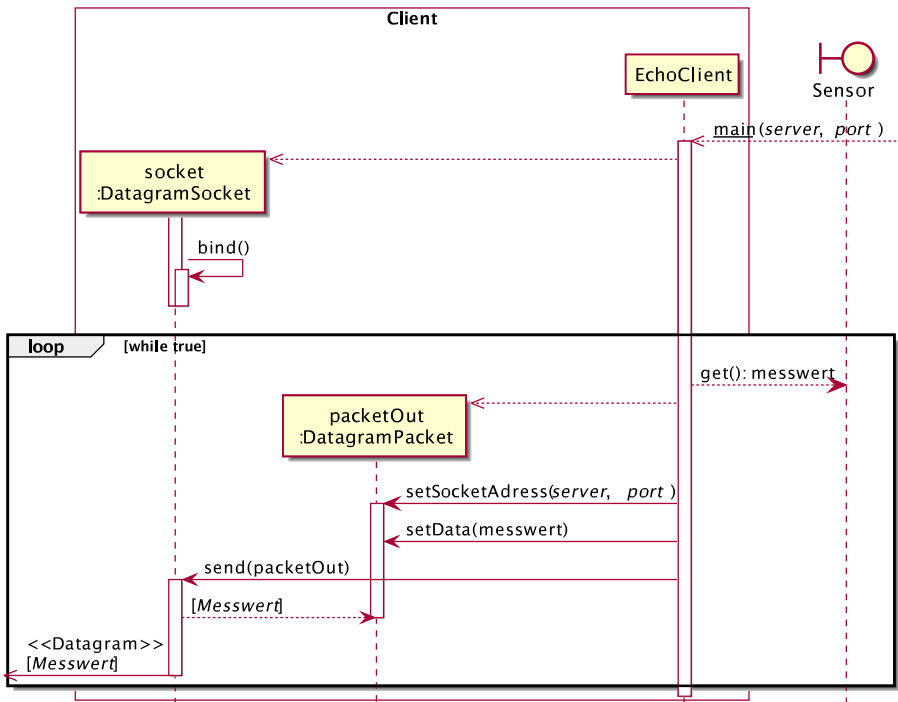 Client
EchoClient
Sensor
main(server, port )
socket
:DatagramSocket
bind()
loop [while true]
get(): messwert
packetOut
:DatagramPacket
setSocketAdress(server, port )
setData(messwert)
send(packetOut)
[Messwert]
<<Datagram>>
[Messwert]